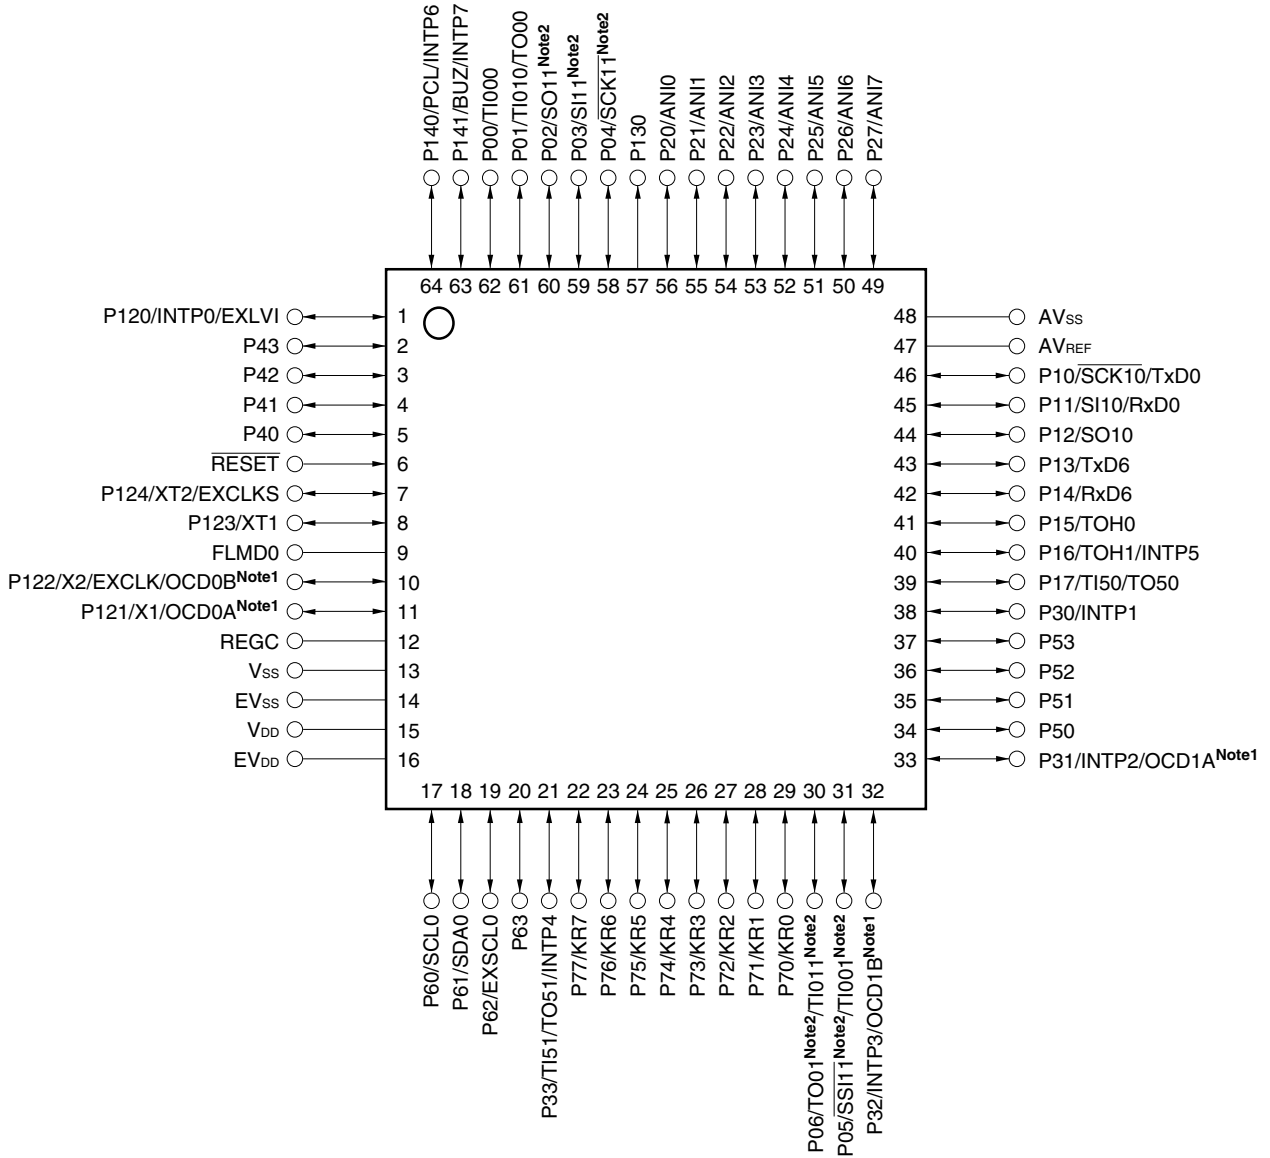 P140/PCL/INTP6
P141/BUZ/INTP7
P00/TI000
P01/TI010/TO00
P02/SO11Note2
P03/SI11Note2
P04/SCK11Note2
P130
P20/ANI0
P21/ANI1
P22/ANI2
P23/ANI3
P24/ANI4
P25/ANI5
P26/ANI6
P27/ANI7
64 63 62 61 60 59 58 57 56 55 54 53 52 51 50 49
P120/INTP0/EXLVI 1
P43 2
P42 3
P41 4
P40 5
RESET 6
P124/XT2/EXCLKS 7
P123/XT1 8
FLMD0 9
P122/X2/EXCLK/OCD0BNote1 10
P121/X1/OCD0ANote1 11
REGC 12
VSS 13
EVSS 14
VDD 15
EVDD 16
48 AVSS
47 AVREF
46 P10/SCK10/TxD0
45 P11/SI10/RxD0
44 P12/SO10
43 P13/TxD6
42 P14/RxD6
41 P15/TOH0
40 P16/TOH1/INTP5
39 P17/TI50/TO50
38 P30/INTP1
37 P53
36 P52
35 P51
34 P50
33 P31/INTP2/OCD1ANote1
17 18 19 20 21 22 23 24 25 26 27 28 29 30 31 32
P60/SCL0
P61/SDA0
P62/EXSCL0
P63
P33/TI51/TO51/INTP4
P77/KR7
P76/KR6
P75/KR5
P74/KR4
P73/KR3
P72/KR2
P71/KR1
P70/KR0
P06/TO01Note2/TI011Note2
P05/SSI11Note2/TI001Note2
P32/INTP3/OCD1BNote1